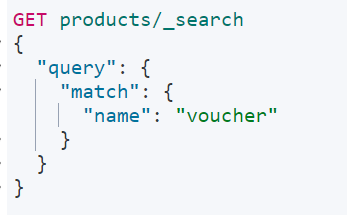 GET products/_search
{
  "query": {
    "match": {
      "name": "voucher"
    }
  }
}